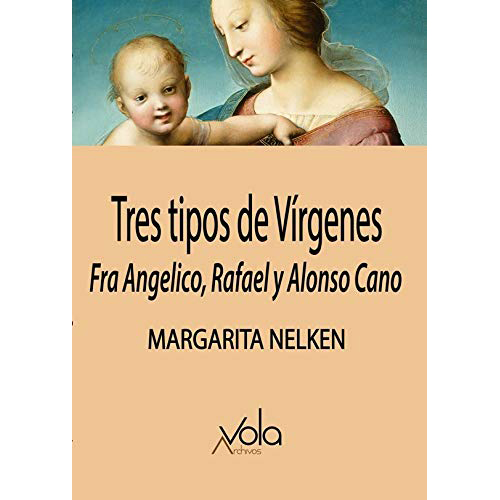 Tres tipos de Vírgenes
Fra Angelico, Rafael y Alonso Cano
MARGARITA NELKEN
Vola
Archivos